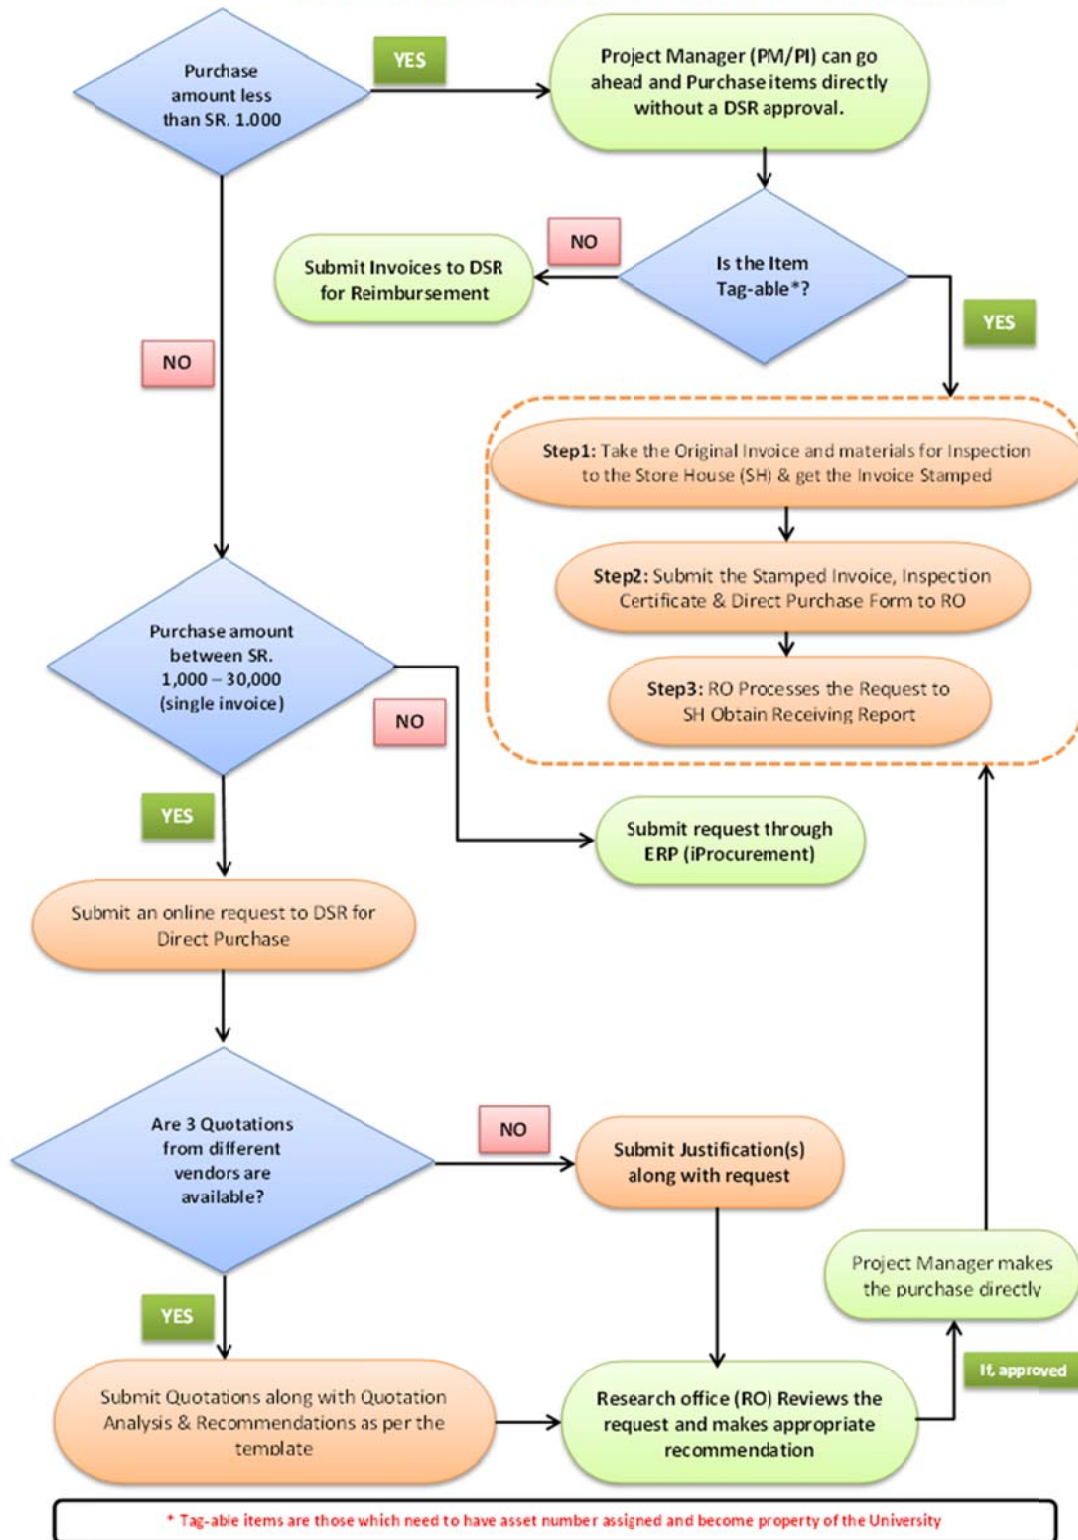 Purchase
amount less
than SR. 1.000
YES
Project Manager (PM/PI) can go
ahead and Purchase items directly
without a DSR approval.
NO
Submit Invoices to DSR
for Reimbursement
Is the Item
Tag-able*?
YES
NO
Step1: Take the Original Invoice and materials for Inspection
to the Store House (SH) & get the Invoice Stamped
Step2: Submit the Stamped Invoice, Inspection
Certificate & Direct Purchase Form to RO
Step3: RO Processes the Request to
SH Obtain Receiving Report
Purchase amount
between SR.
1,000 – 30,000
(single invoice)
NO
YES
Submit request through
ERP (iProcurement)
Submit an online request to DSR for
Direct Purchase
Are 3 Quotations
from different
vendors are
available?
NO
Submit Justification(s)
along with request
YES
Project Manager makes
the purchase directly
If, approved
Submit Quotations along with Quotation
Analysis & Recommendations as per the
template
Research office (RO) Reviews the
request and makes appropriate
recommendation
* Tag-able items are those which need to have asset number assigned and become property of the University